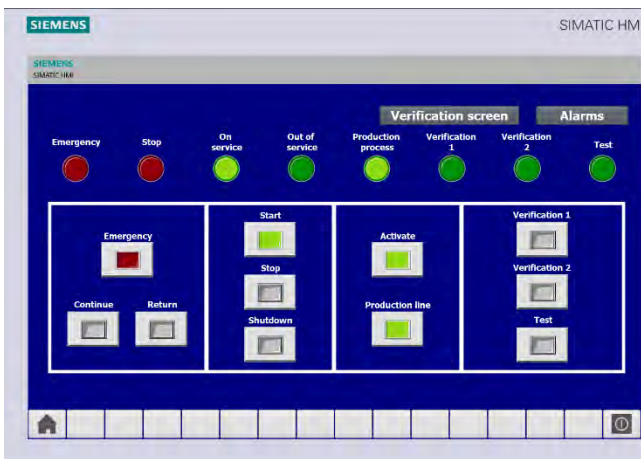 SIEMENS
SIMATIC HM
SIEMENS
SIMATIC HMI
Verification screen
Alarms
Emergency
Stop
On
service
Out of
service
Production
process
Verification
1
Verification
2
Test
Emergency
Continue
Return
Start
Stop
Shutdown
Activate
Production line
Verification 1
Verification 2
Test